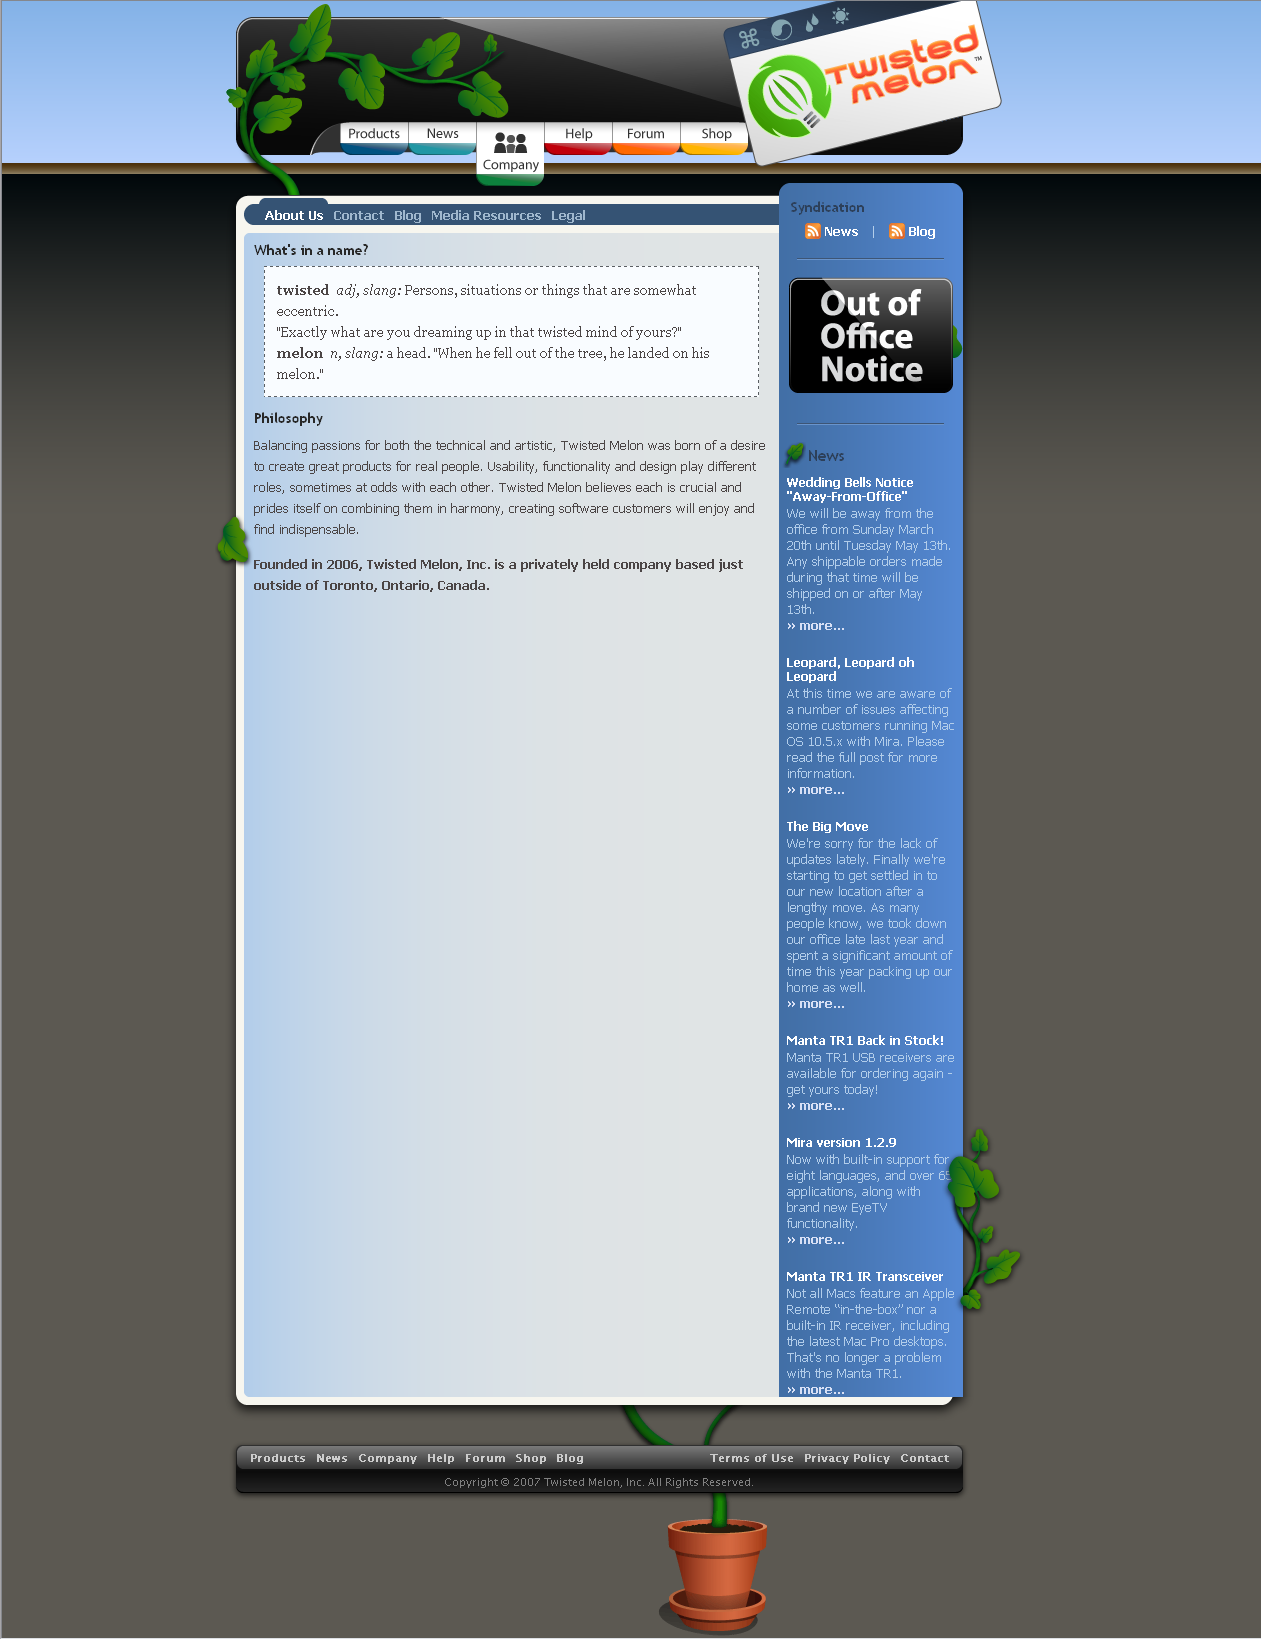 Twisted
melon™
Products
News
Company
Help
Forum
Shop
About Us Contact Blog Media Resources Legal
What's in a name?
twisted adj, slang: Persons, situations or things that are somewhat
eccentric.
"Exactly what are you dreaming up in that twisted mind of yours?"
melon n, slang: a head. "When he fell out of the tree, he landed on his
melon."
Philosophy
Balancing passions for both the technical and artistic, Twisted Melon was born of a desire
to create great products for real people. Usability, functionality and design play different
roles, sometimes at odds with each other. Twisted Melon believes each is crucial and
prides itself on combining them in harmony, creating software customers will enjoy and
find indispensable.
Founded in 2006, Twisted Melon, Inc. is a privately held company based just
outside of Toronto, Ontario, Canada.
Syndication
News | Blog
Out of
Office
Notice
News
Wedding Bells Notice
"Away-From-Office"
We will be away from the
office from Sunday March
20th until Tuesday May 13th.
Any shippable orders made
during that time will be
shipped on or after May
13th.
» more...
Leopard, Leopard oh
Leopard
At this time we are aware of
a number of issues affecting
some customers running Mac
OS 10.5.x with Mira. Please
read the full post for more
information.
» more...
The Big Move
We're sorry for the lack of
updates lately. Finally we're
starting to get settled in to
our new location after a
lengthy move. As many
people know, we took down
our office late last year and
spent a significant amount of
time this year packing up our
home as well.
» more...
Manta TR1 Back in Stock!
Manta TR1 USB receivers are
available for ordering again -
get yours today!
» more...
Mira version 1.2.9
Now with built-in support for
eight languages, and over 65
applications, along with
brand new EyeTV
functionality.
» more...
Manta TR1 IR Transceiver
Not all Macs feature an Apple
Remote "in-the-box" nor a
built-in IR receiver, including
the latest Mac Pro desktops.
That's no longer a problem
with the Manta TR1.
» more...
Products News Company Help Forum Shop Blog Terms of Use Privacy Policy Contact
Copyright © 2007 Twisted Melon, Inc. All Rights Reserved.